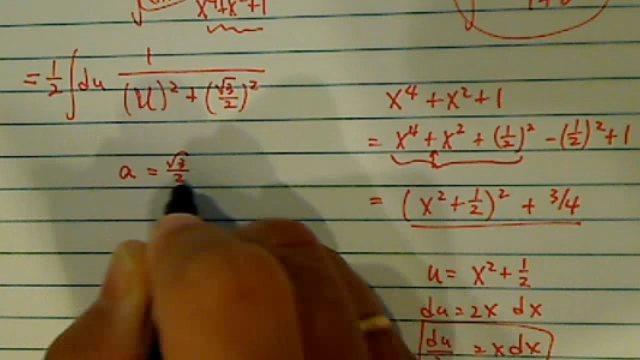 x⁴+x²+1
= 1/2 ∫ du 1/((u)² + (√3/2)²)
a = √3/2
x⁴ + x² + 1
= x⁴ + x² + (1/2)² - (1/2)² + 1
= (x² + 1/2)² + 3/4
u = x² + 1/2
du = 2x dx
du = x dx